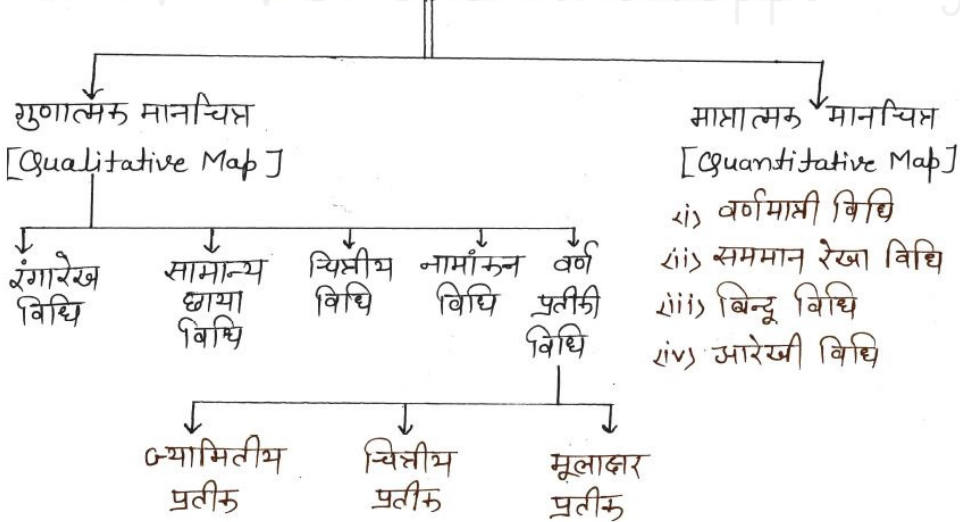 गुणात्मक मानचित्र
[Qualitative Map]
रंगारेख विधि
सामान्य छाया विधि
चित्रीय विधि
नामांकन विधि
वर्ण प्रतीकी विधि
ज्यामितीय प्रतीक
चित्रीय प्रतीक
मूलाक्षर प्रतीक
मात्रात्मक मानचित्र
[Quantitative Map]
(i) वर्णमात्री विधि
(ii) सममान रेखा विधि
(iii) बिन्दू विधि
(iv) आरेखी विधि